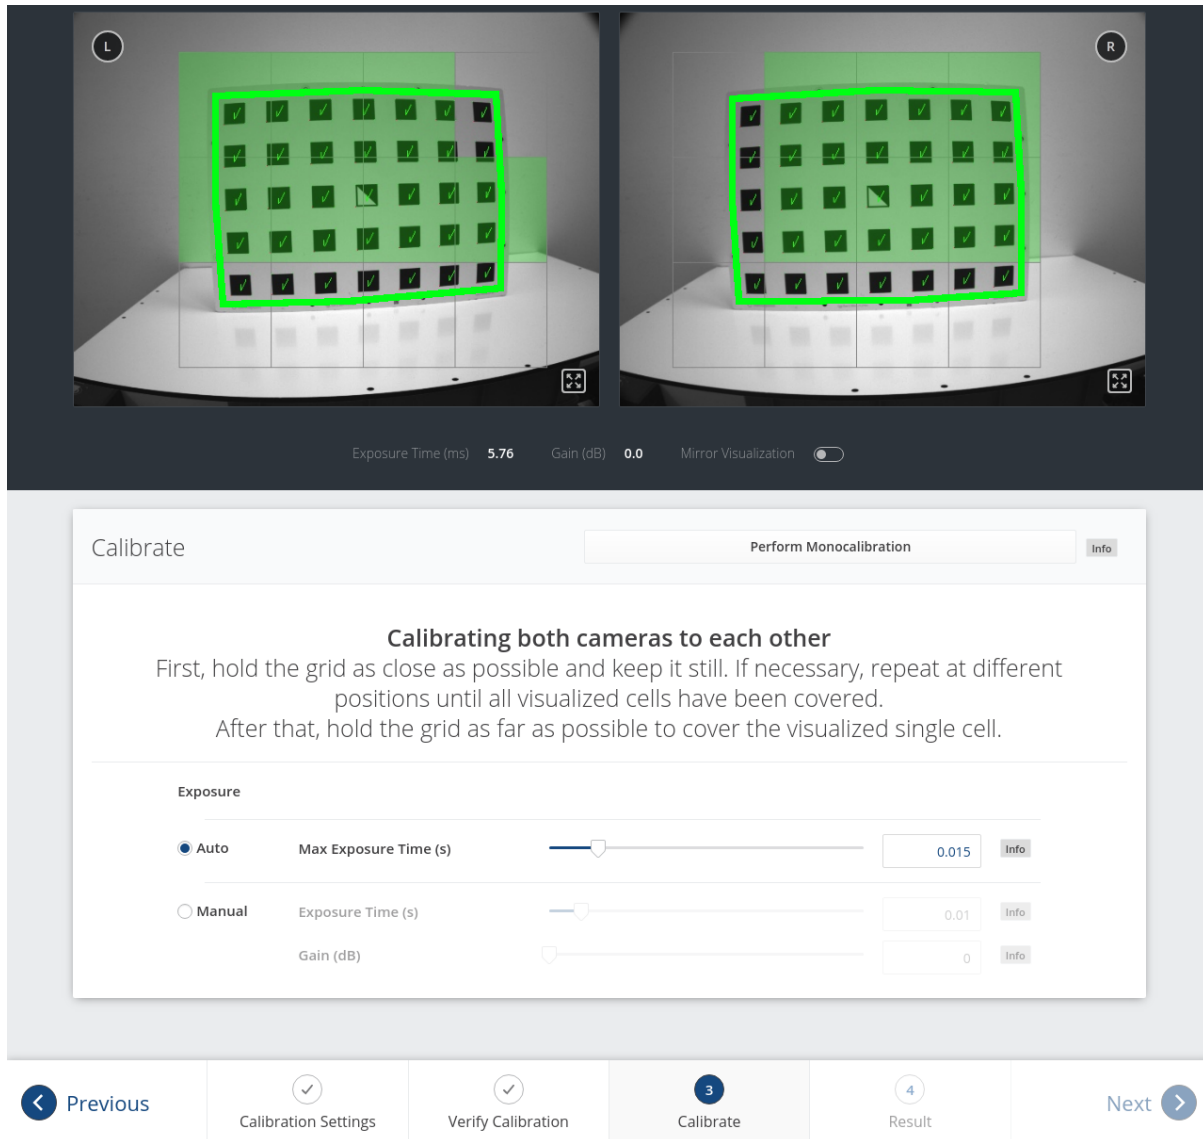 L
R
Exposure Time (ms) 5.76 Gain (dB) 0.0 Mirror Visualization
Calibrate
Perform Monocalibration
Info
Calibrating both cameras to each other
First, hold the grid as close as possible and keep it still. If necessary, repeat at different
positions until all visualized cells have been covered.
After that, hold the grid as far as possible to cover the visualized single cell.
Exposure
Auto Max Exposure Time (s) 0.015 Info
Manual Exposure Time (s) 0.01 Info
Gain (dB) 0 Info
Previous
Calibration Settings
Verify Calibration
3
Calibrate
4
Result
Next